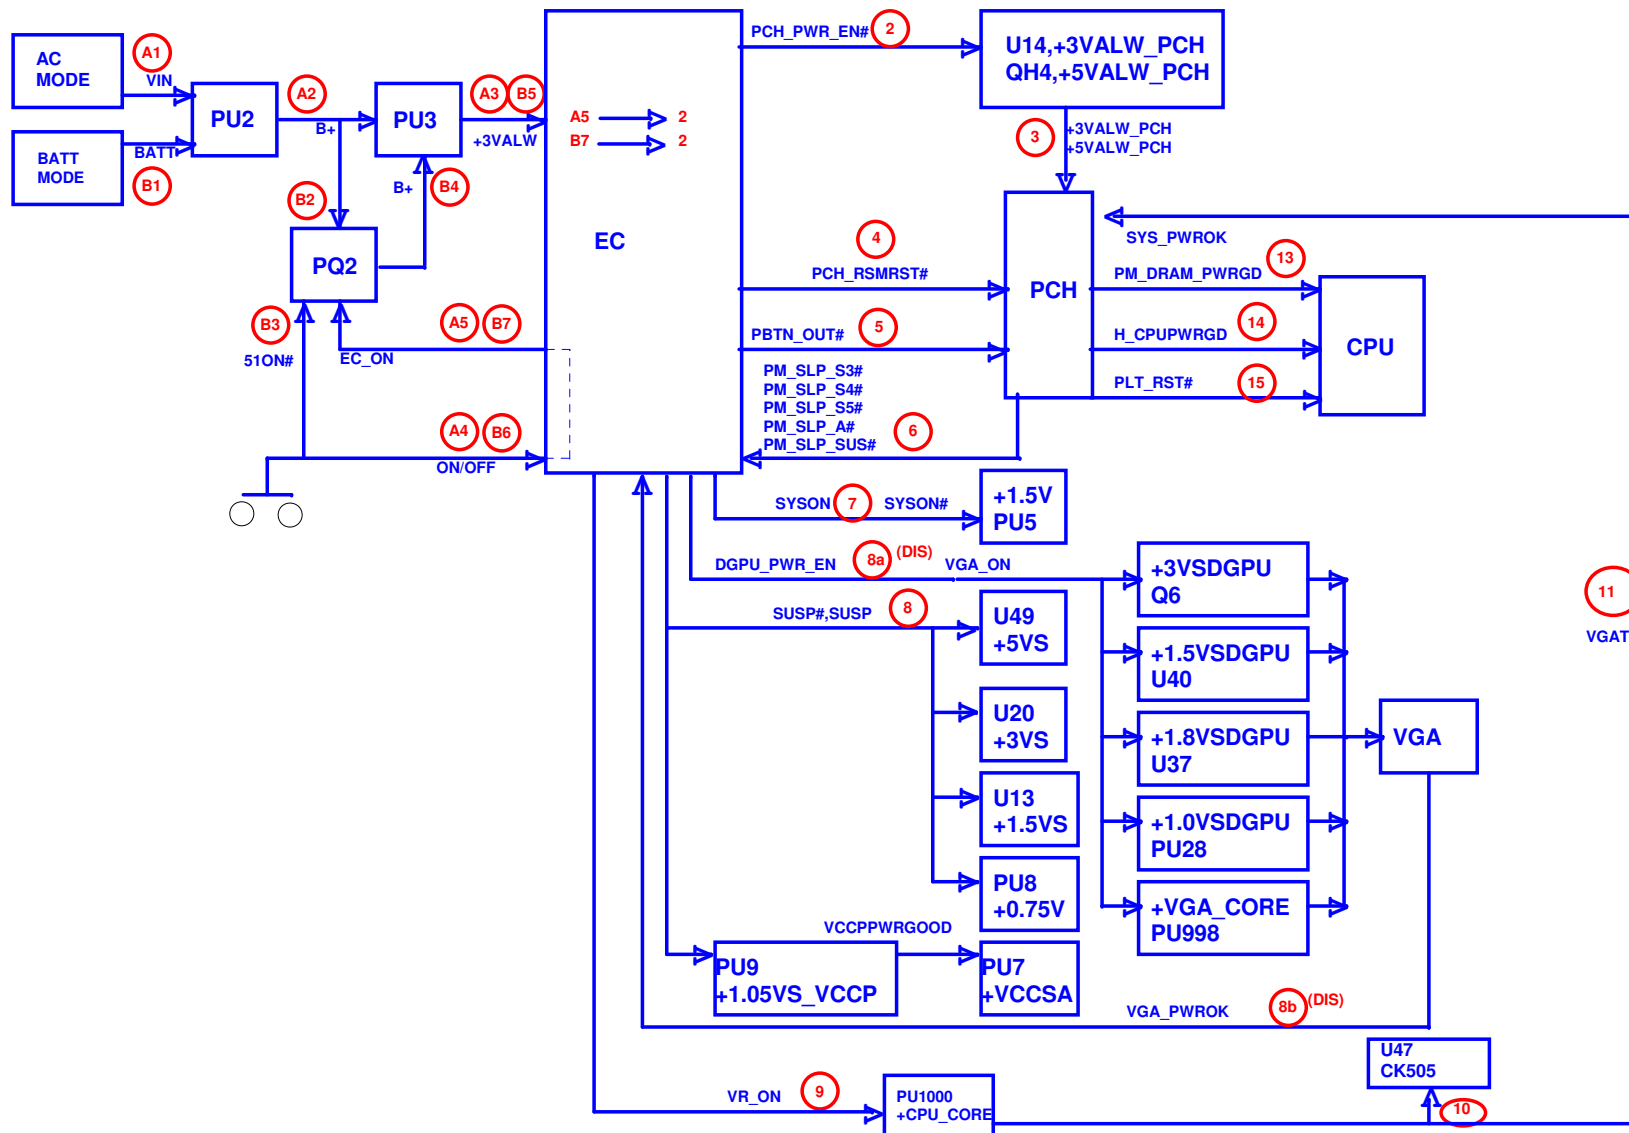 AC
MODE
A1
VIN
BATT
MODE
BATT
B1
PU2
A2
B+
PU3
A3
B5
+3VALW
B2
B+
B4
PQ2
B3
51ON#
A5
B7
EC_ON
A4
B6
ON/OFF
A5
2
B7
2
EC
PCH_PWR_EN#
2
U14,+3VALW_PCH
QH4,+5VALW_PCH
3
+3VALW_PCH
+5VALW_PCH
4
PCH_RSMRST#
PBTN_OUT#
5
PM_SLP_S3#
PM_SLP_S4#
PM_SLP_S5#
PM_SLP_A#
PM_SLP_SUS#
6
PCH
SYS_PWROK
PM_DRAM_PWRGD
13
H_CPUPWRGD
14
PLT_RST#
15
CPU
SYSON
7
SYSON#
+1.5V
PU5
DGPU_PWR_EN
8a
(DIS)
VGA_ON
SUSP#,SUSP
8
U49
+5VS
U20
+3VS
U13
+1.5VS
PU8
+0.75V
VCCPPWRGOOD
PU9
+1.05VS_VCCP
PU7
+VCCSA
+3VSDGPU
Q6
+1.5VSDGPU
U40
+1.8VSDGPU
U37
+1.0VSDGPU
PU28
+VGA_CORE
PU998
VGA
11
VGAT
VGA_PWROK
8b
(DIS)
U47
CK505
VR_ON
9
PU1000
+CPU_CORE
10